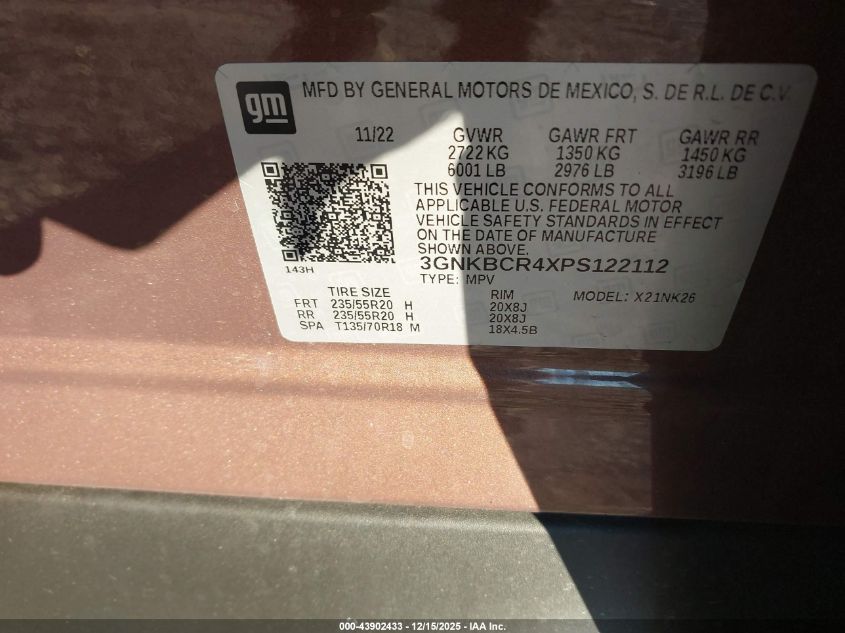 gm
MFD BY GENERAL MOTORS DE MEXICO, S. DE R.L. DE C.V.
11/22 GVWR GAWR FRT GAWR RR
2722 KG 1350 KG 1450 KG
6001 LB 2976 LB 3196 LB
THIS VEHICLE CONFORMS TO ALL
APPLICABLE U.S. FEDERAL MOTOR
VEHICLE SAFETY STANDARDS IN EFFECT
ON THE DATE OF MANUFACTURE
SHOWN ABOVE.
143H
3GNKBCR4XPS122112
TYPE: MPV
TIRE SIZE RIM MODEL: X21NK26
FRT 235/55R20 H 20X8J
RR 235/55R20 H 20X8J
SPA T135/70R18 M 18X4.5B
000-43902433 - 12/15/2025 - IAA Inc.